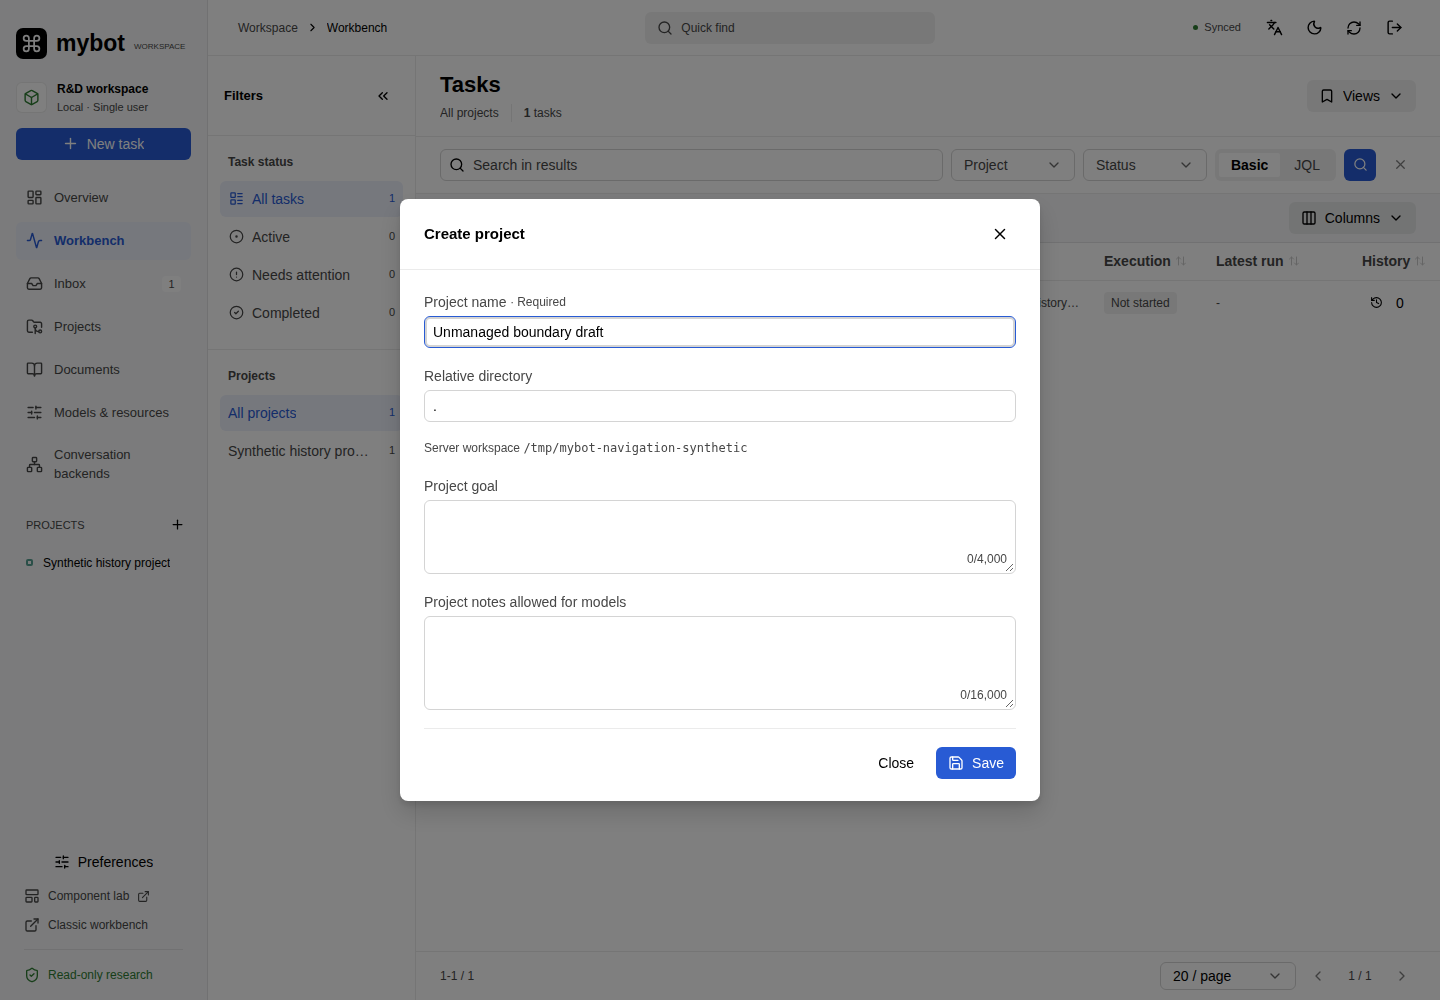 mybot WORKSPACE
R&D workspace
Local · Single user
New task
Overview
Workbench
Inbox 1
Projects
Documents
Models & resources
Conversation
backends
PROJECTS
Synthetic history project
Preferences
Component lab
Classic workbench
Read-only research
Workspace Workbench
Quick find
Synced
Filters
Task status
All tasks 1
Active 0
Needs attention 0
Completed 0
Projects
All projects 1
Synthetic history pro… 1
Tasks
All projects 1 tasks
Views
Search in results
Project
Status
Basic JQL
Columns
Execution Latest run History
Not started - 0
Create project
Project name · Required
Unmanaged boundary draft
Relative directory
.
Server workspace /tmp/mybot-navigation-synthetic
Project goal
0/4,000
Project notes allowed for models
0/16,000
Close Save
1-1 / 1
20 / page
1 / 1